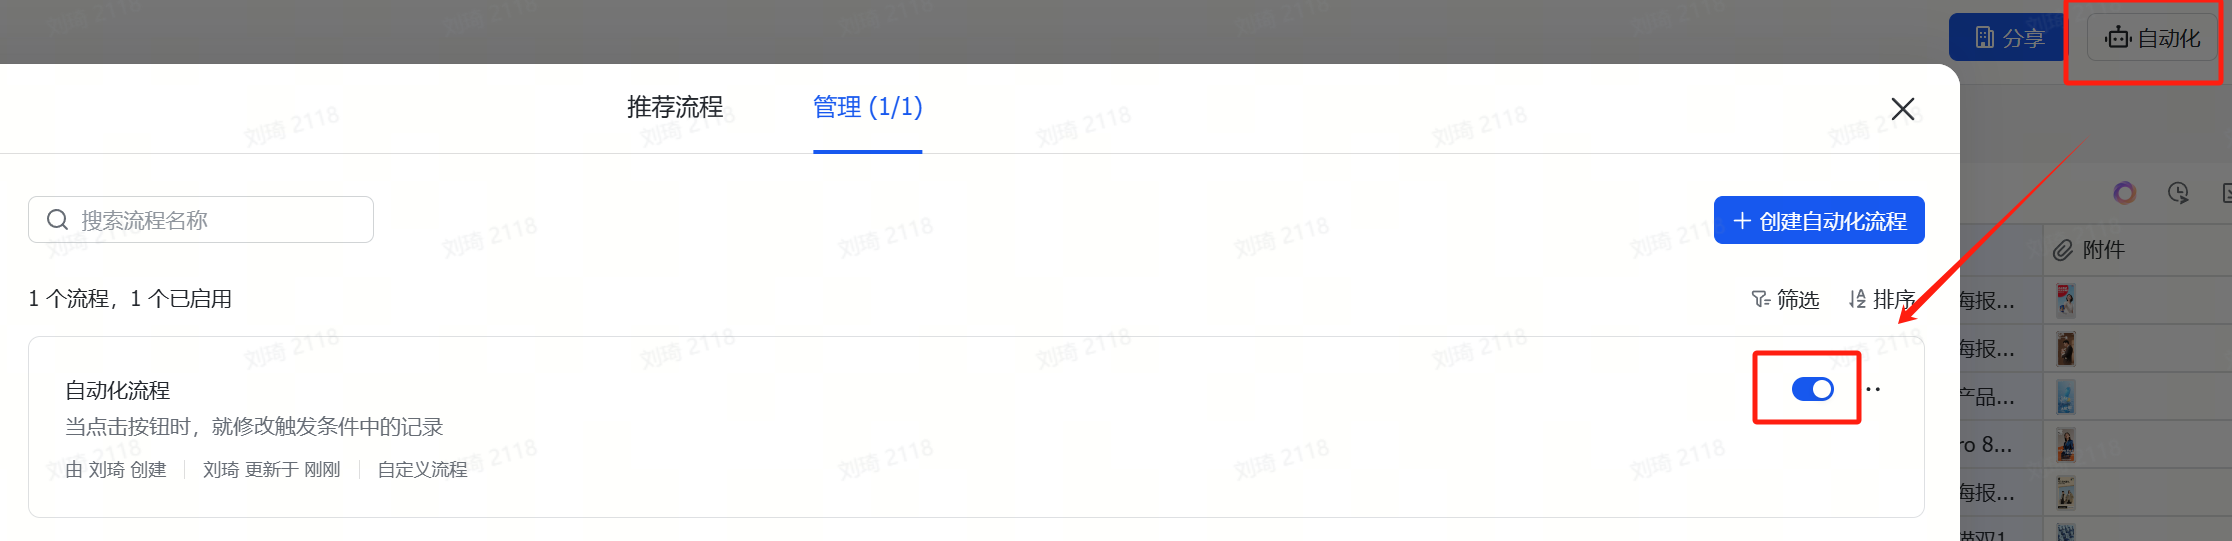 分享
自动化
推荐流程
管理 (1/1)
搜索流程名称
创建自动化流程
附件
1 个流程，1 个已启用
筛选
排序
海报...
海报...
自动化流程
产品...
当点击按钮时，就修改触发条件中的记录
ro 8...
由 刘琦 创建
刘琦 更新于 刚刚
自定义流程
海报...
刘琦 2118